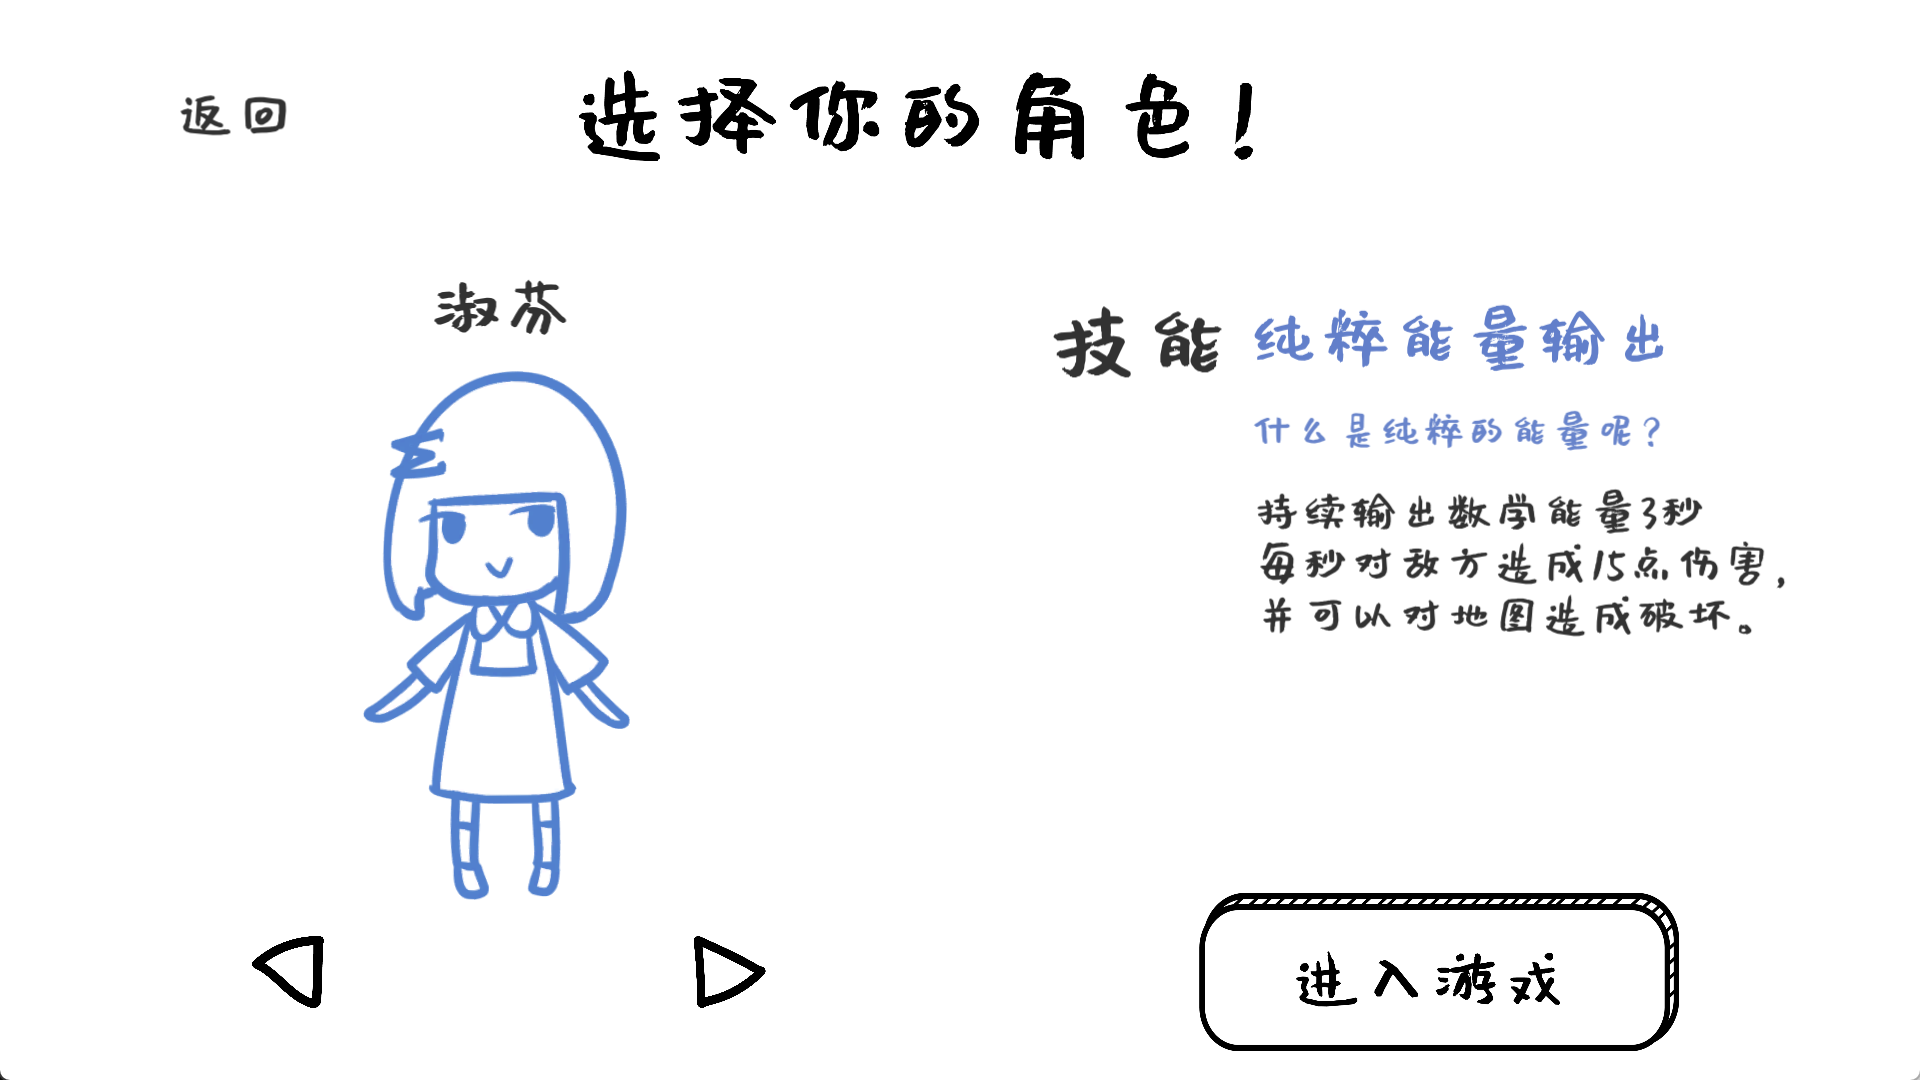 返回
选择你的角色！
淑芬
技能 纯粹能量输出
什么是纯粹的能量呢？
持续输出数学能量3秒
每秒对敌方造成15点伤害，
并可以对地图造成破坏。
进入游戏